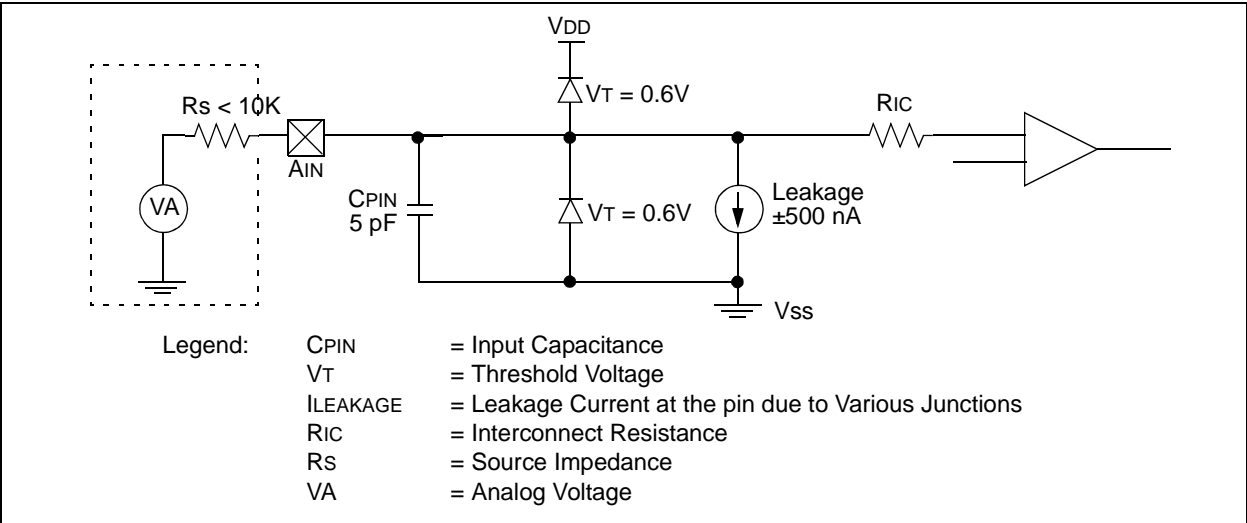 VDD
VT = 0.6V
RS < 10K
RIC
AIN
CPIN
5 pF
VA
VT = 0.6V
Leakage
±500 nA
VSS
Legend:
CPIN = Input Capacitance
VT = Threshold Voltage
ILEAKAGE = Leakage Current at the pin due to Various Junctions
RIC = Interconnect Resistance
RS = Source Impedance
VA = Analog Voltage